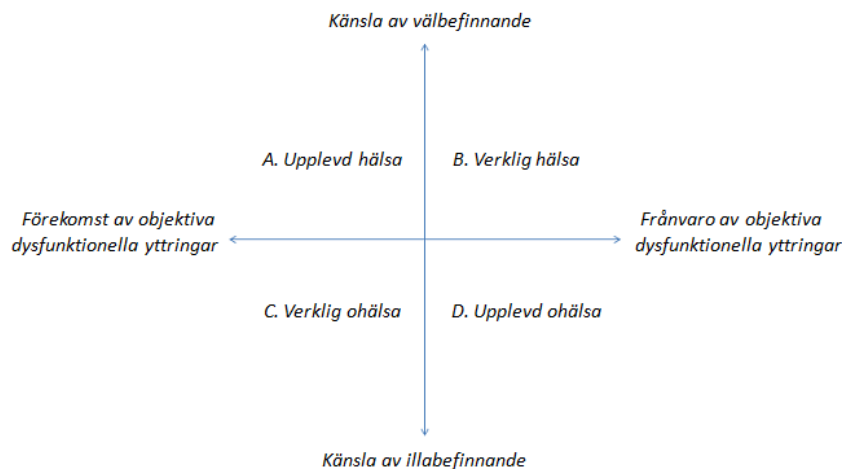 Känsla av välbefinnande
A. Upplevd hälsa
B. Verklig hälsa
Förekomst av objektiva
dysfunktionella yttringar
Frånvaro av objektiva
dysfunktionella yttringar
C. Verklig ohälsa
D. Upplevd ohälsa
Känsla av illabefinnande